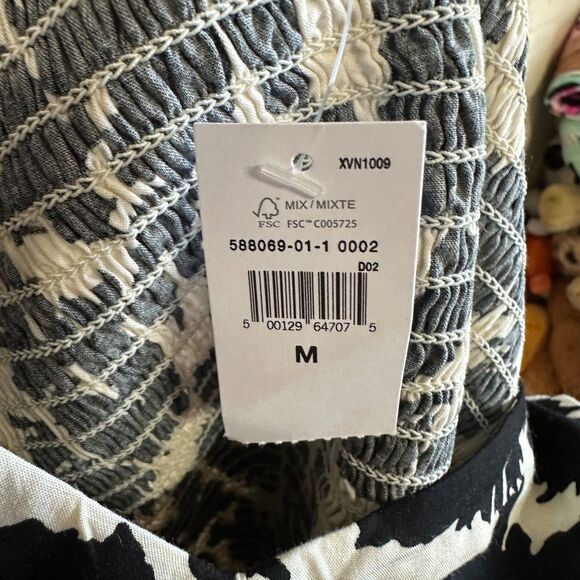 XVN1009
MIX / MIXTE
FSC FSC™ C005725
588069-01-1 0002
D02
5 00129 64707 5
M